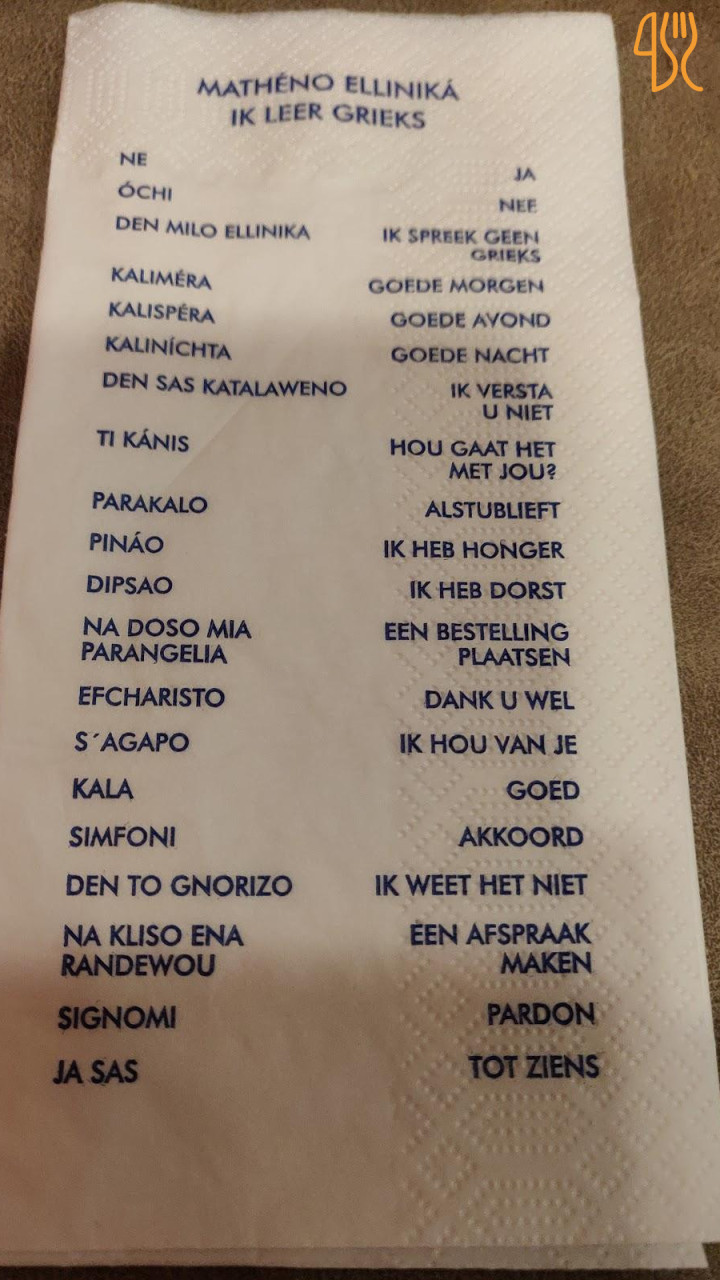 MATHÉNO ELLINIKÁ
IK LEER GRIEKS
NE JA
ÓCHI NEE
DEN MILO ELLINIKA IK SPREEK GEEN
GRIEKS
KALIMÉRA GOEDE MORGEN
KALISPÉRA GOEDE AVOND
KALINÍCHTA GOEDE NACHT
DEN SAS KATALAWENO IK VERSTA
U NIET
TI KÁNIS HOU GAAT HET
MET JOU?
PARAKALO ALSTUBLIEFT
PINÁO IK HEB HONGER
DIPSAO IK HEB DORST
NA DOSO MIA EEN BESTELLING
PARANGELIA PLAATSEN
EFCHARISTO DANK U WEL
S´AGAPO IK HOU VAN JE
KALA GOED
SIMFONI AKKOORD
DEN TO GNORIZO IK WEET HET NIET
NA KLISO ENA EEN AFSPRAAK
RANDEWOU MAKEN
SIGNOMI PARDON
JA SAS TOT ZIENS